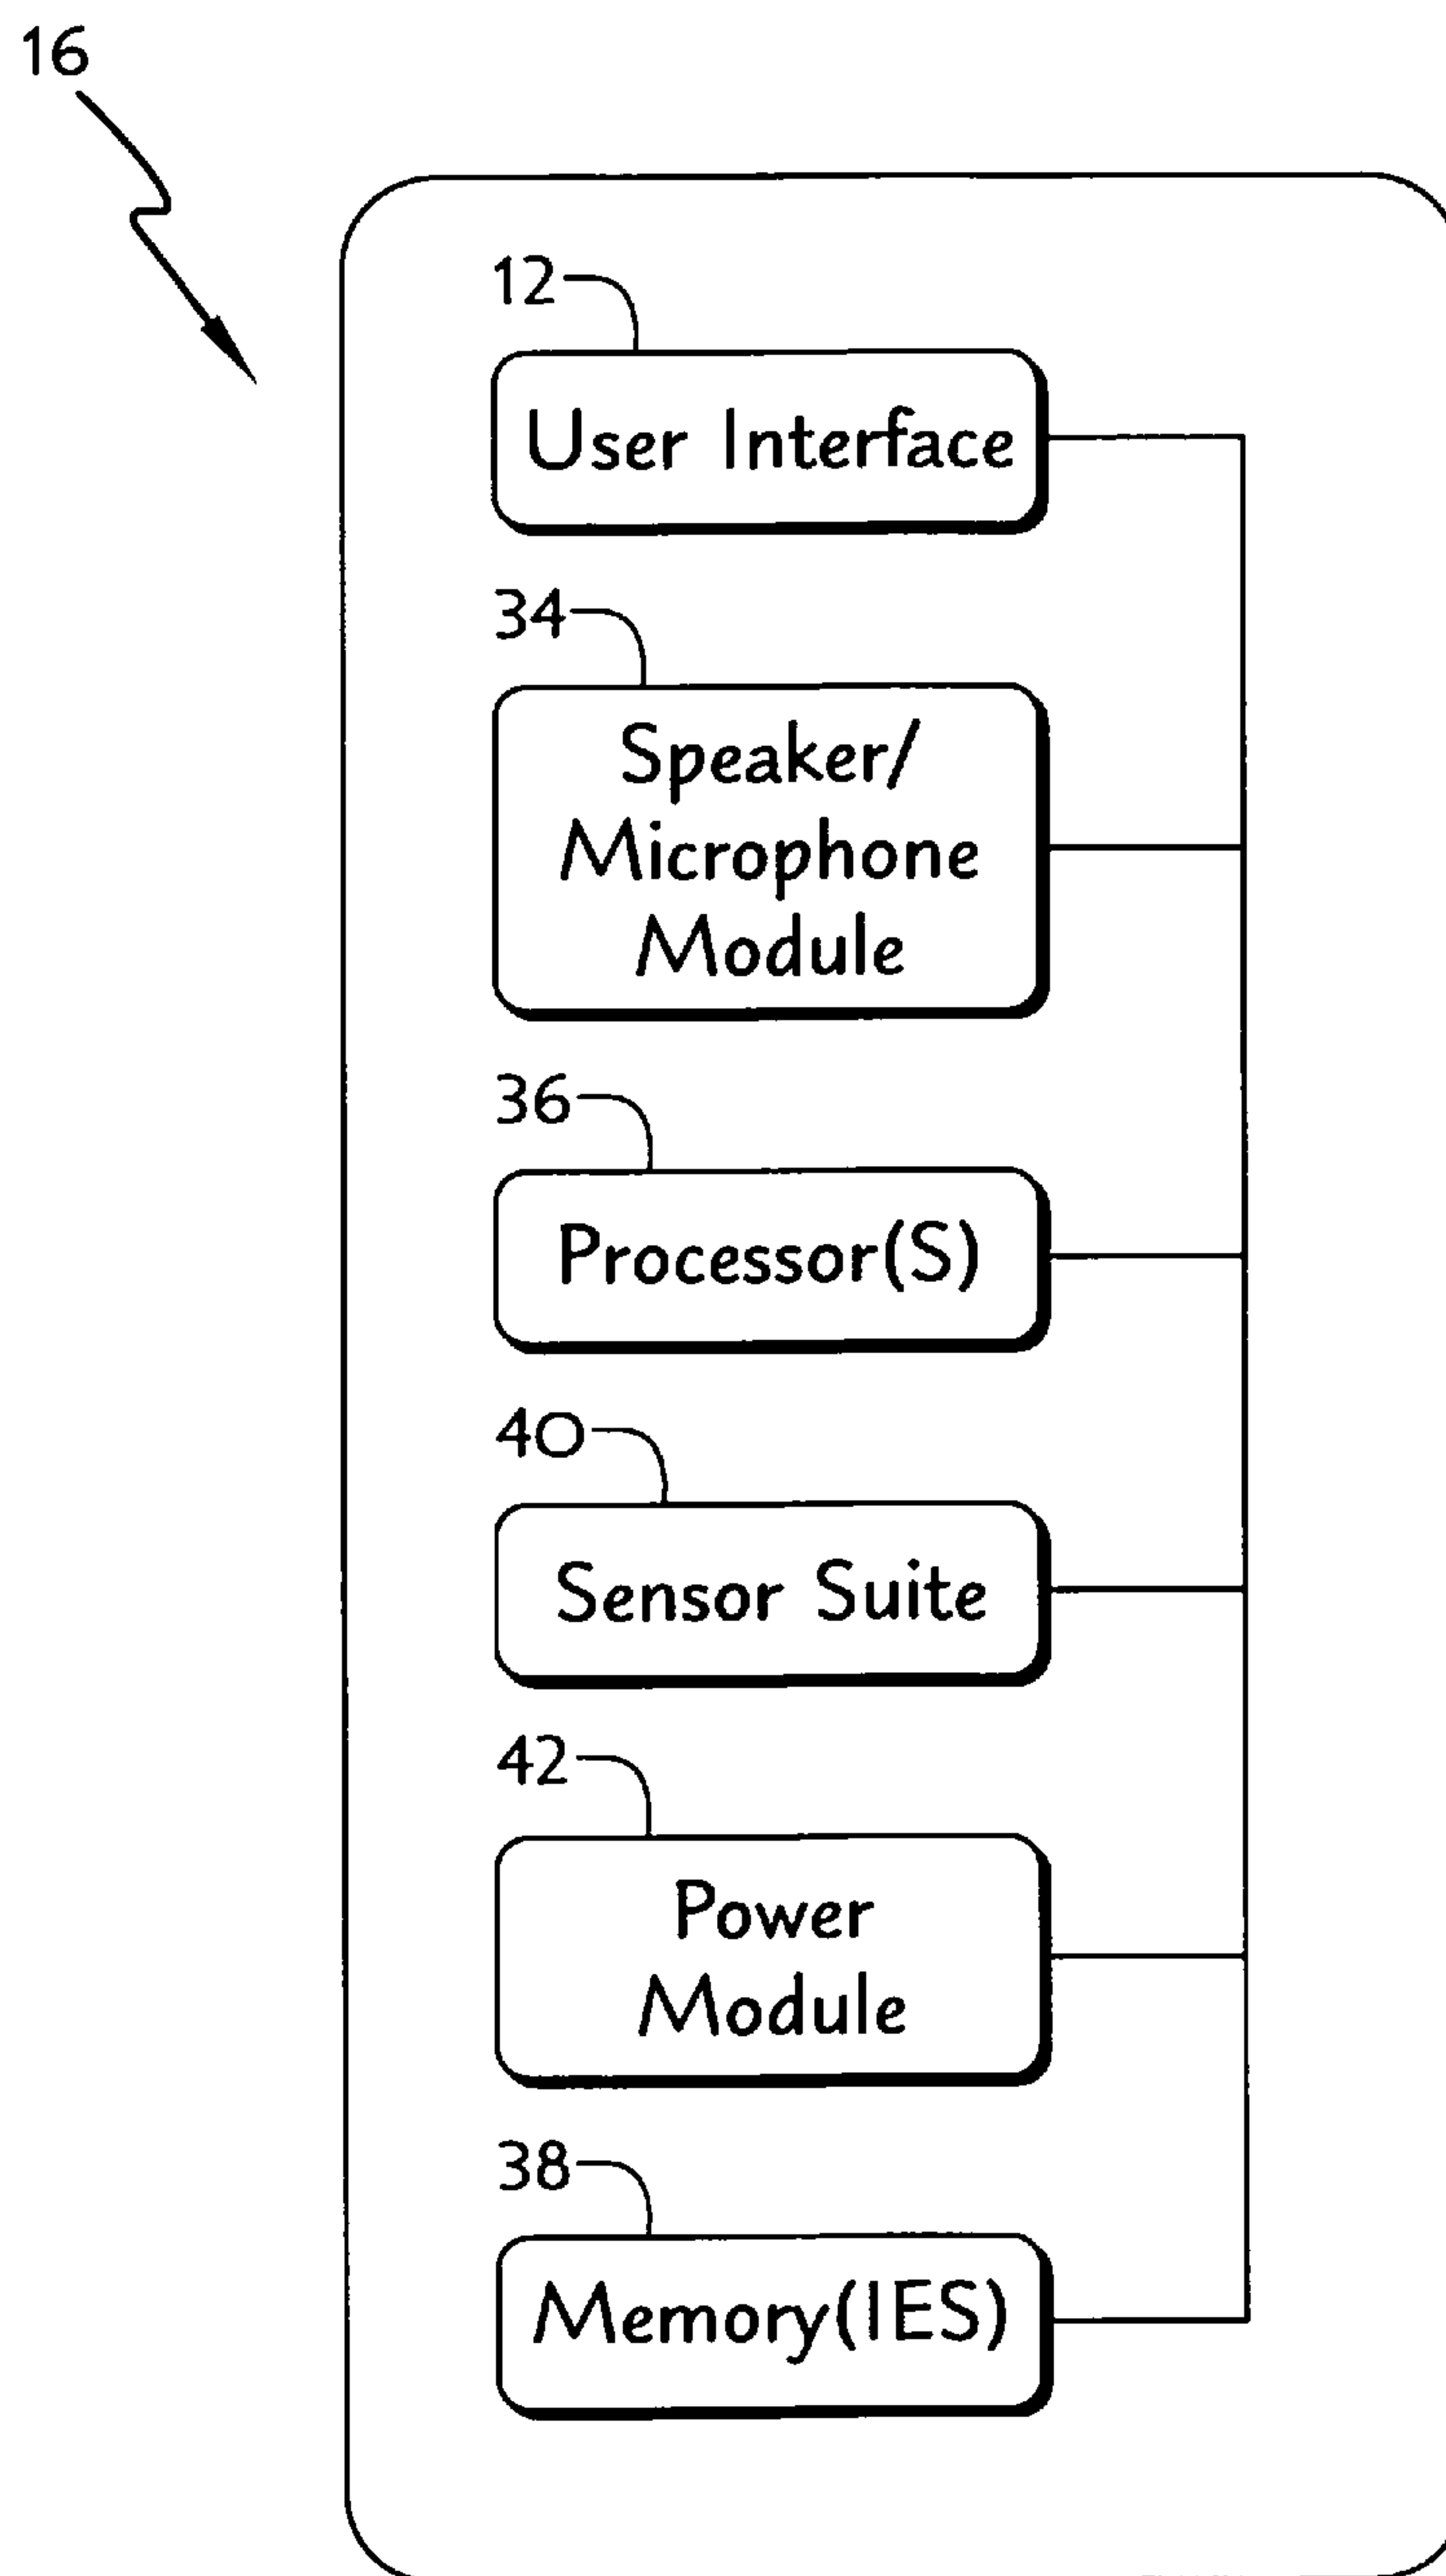 16
12
User Interface
34
Speaker/
Microphone
Module
36
Processor(S)
40
Sensor Suite
42
Power
Module
38
Memory(IES)